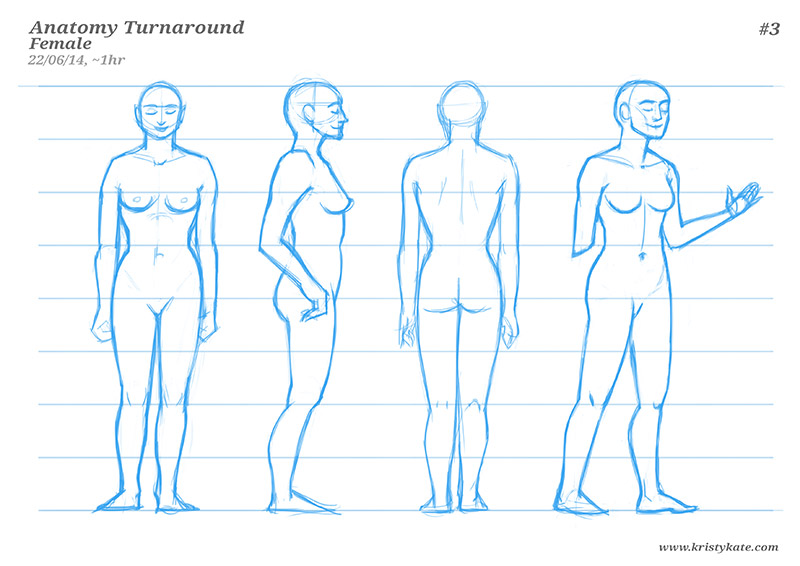 Anatomy Turnaround
#3
Female
22/06/14, ~1hr
www.kristykate.com